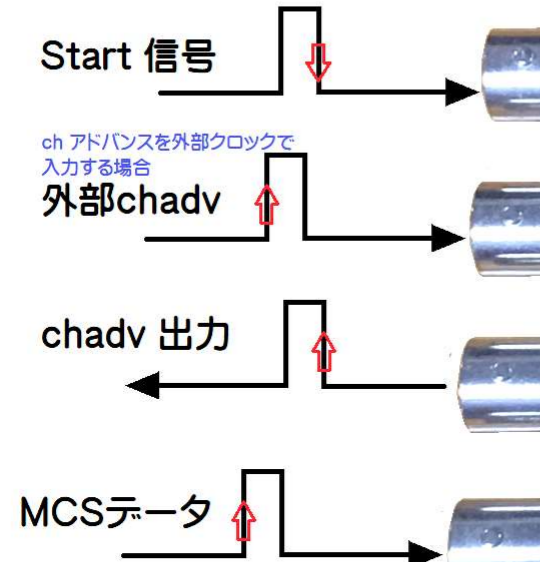 Start 信号
ch アドバンスを外部クロックで
入力する場合
外部chadv
chadv 出力
MCSデータ